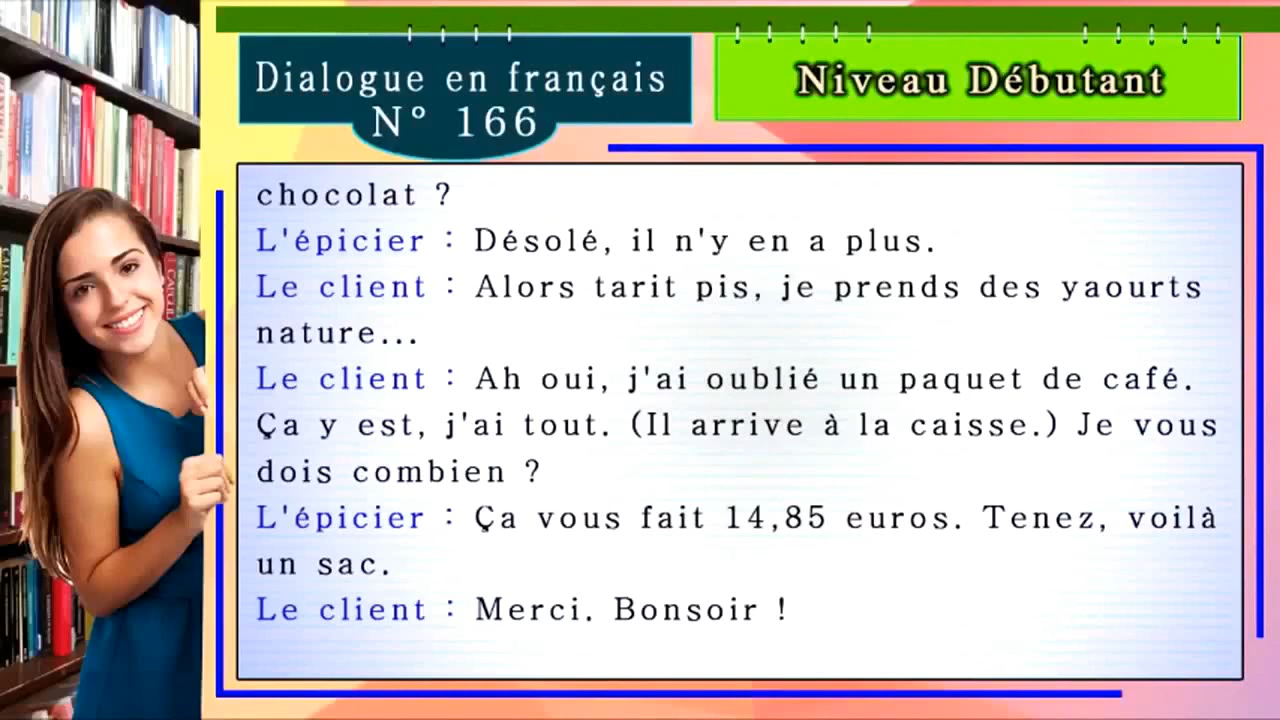 Dialogue en français
N° 166
Niveau Débutant
chocolat ?
L'épicier : Désolé, il n'y en a plus.
Le client : Alors tarit pis, je prends des yaourts
nature...
Le client : Ah oui, j'ai oublié un paquet de café.
Ça y est, j'ai tout. (Il arrive à la caisse.) Je vous
dois combien ?
L'épicier : Ça vous fait 14,85 euros. Tenez, voilà
un sac.
Le client : Merci. Bonsoir !